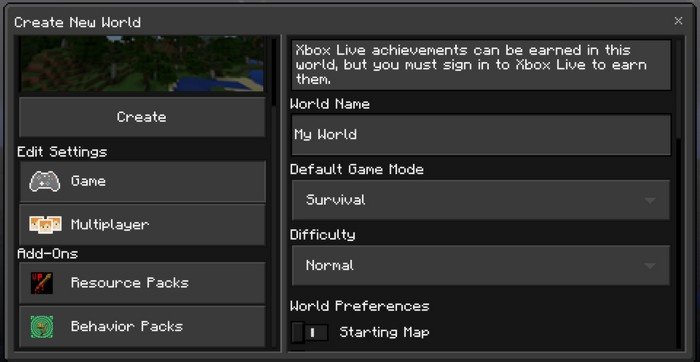 Create New World
Create
Edit Settings
Game
Multiplayer
Add-Ons
Resource Packs
Behavior Packs
Xbox Live achievements can be earned in this
world, but you must sign in to Xbox Live to earn
them.
World Name
My World
Default Game Mode
Survival
Difficulty
Normal
World Preferences
Starting Map